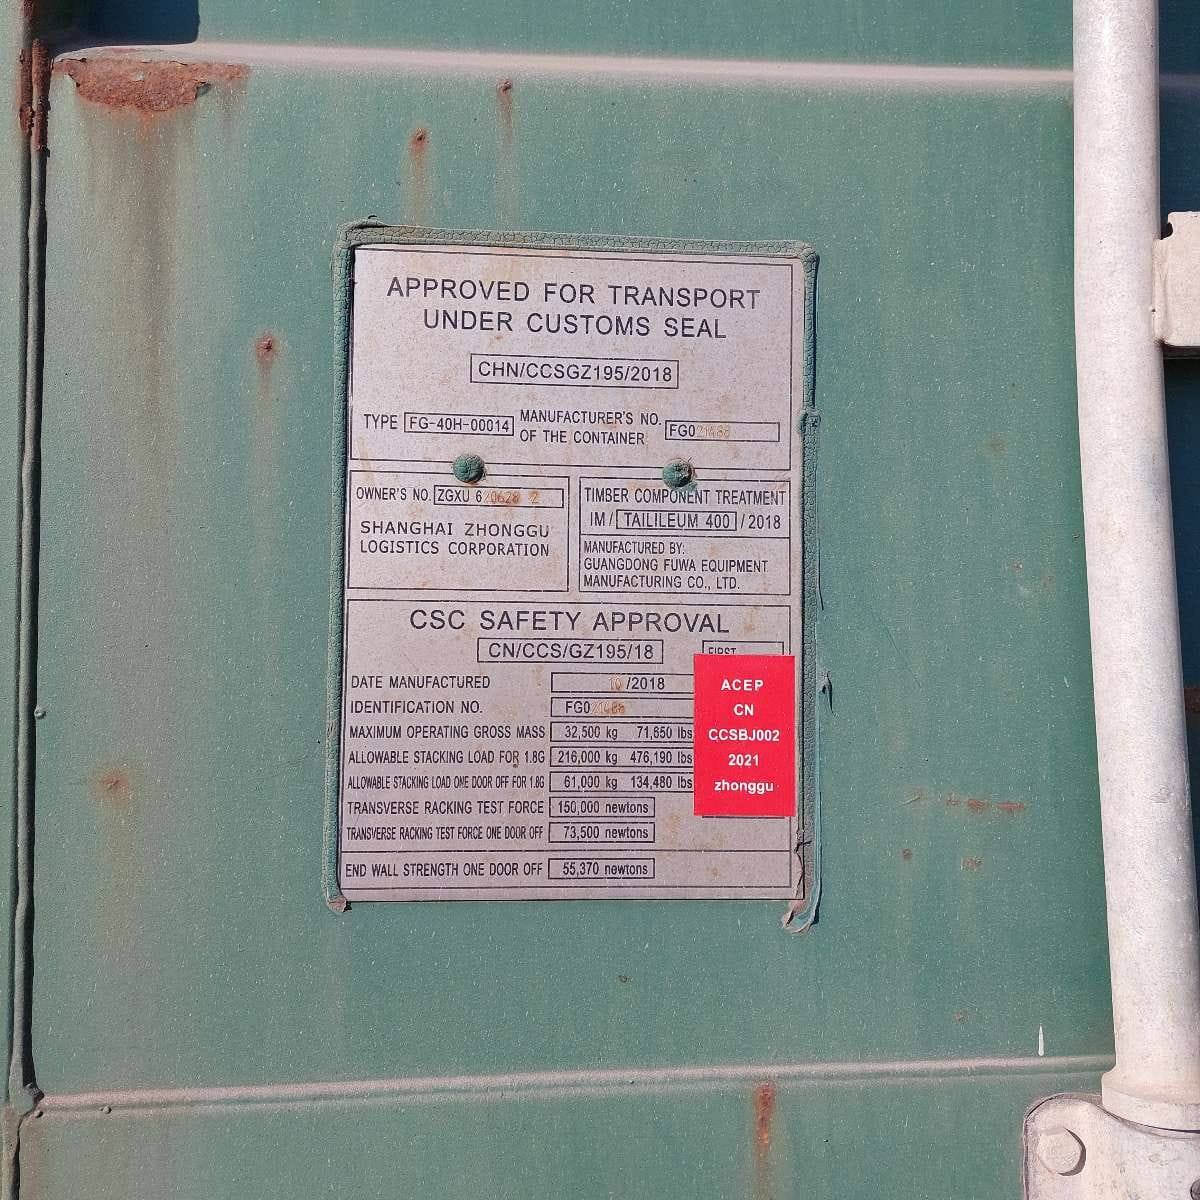 APPROVED FOR TRANSPORT
UNDER CUSTOMS SEAL
CHN/CCSGZ195/2018
TYPE FG-40H-00014 MANUFACTURER'S NO. OF THE CONTAINER
OWNER'S NO. ZGXU 620628 2
SHANGHAI ZHONGGU
LOGISTICS CORPORATION
TIMBER COMPONENT TREATMENT
IM / TAILILEUM 400 / 2018
MANUFACTURED BY:
GUANGDONG FUWA EQUIPMENT
MANUFACTURING CO., LTD.
CSC SAFETY APPROVAL
CN/CCS/GZ195/18
FIRST
DATE MANUFACTURED 10/2018
IDENTIFICATION NO.
MAXIMUM OPERATING GROSS MASS 32,500 kg 71,650 lbs
ALLOWABLE STACKING LOAD FOR 1.8G 216,000 kg 476,190 lbs
ALLOWABLE STACKING LOAD ONE DOOR OFF FOR 1.8G 61,000 kg 134,480 lbs
TRANSVERSE RACKING TEST FORCE 150,000 newtons
TRANSVERSE RACKING TEST FORCE ONE DOOR OFF 73,500 newtons
END WALL STRENGTH ONE DOOR OFF 55,370 newtons
ACEP
CN
CCSBJ002
2021
zhonggu